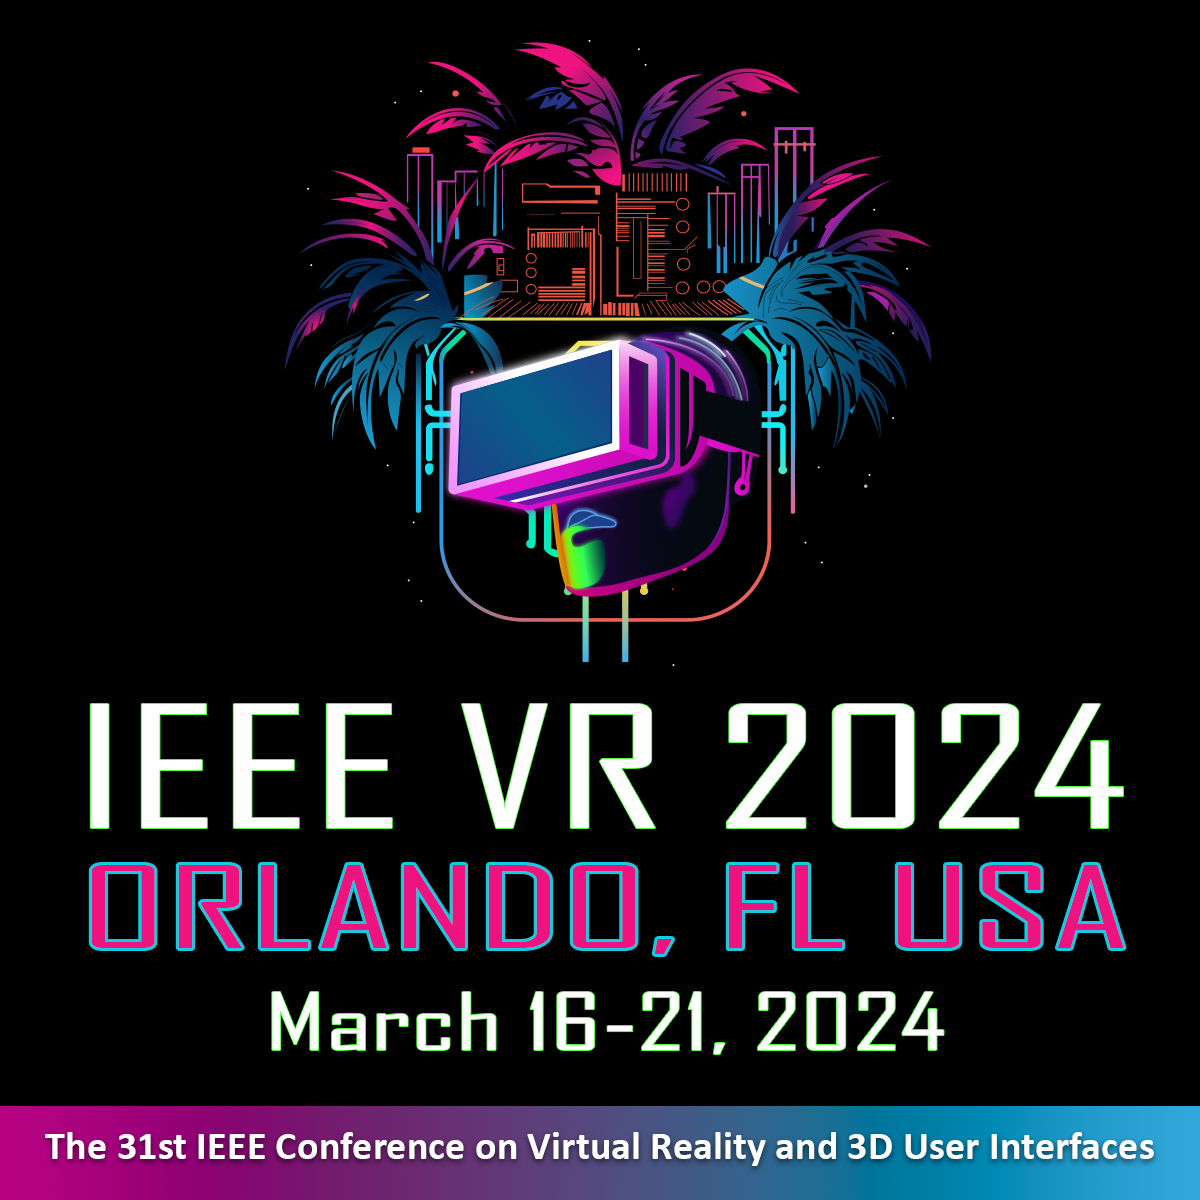 IEEE VR 2024
ORLANDO, FL USA
March 16-21, 2024
The 31st IEEE Conference on Virtual Reality and 3D User Interfaces